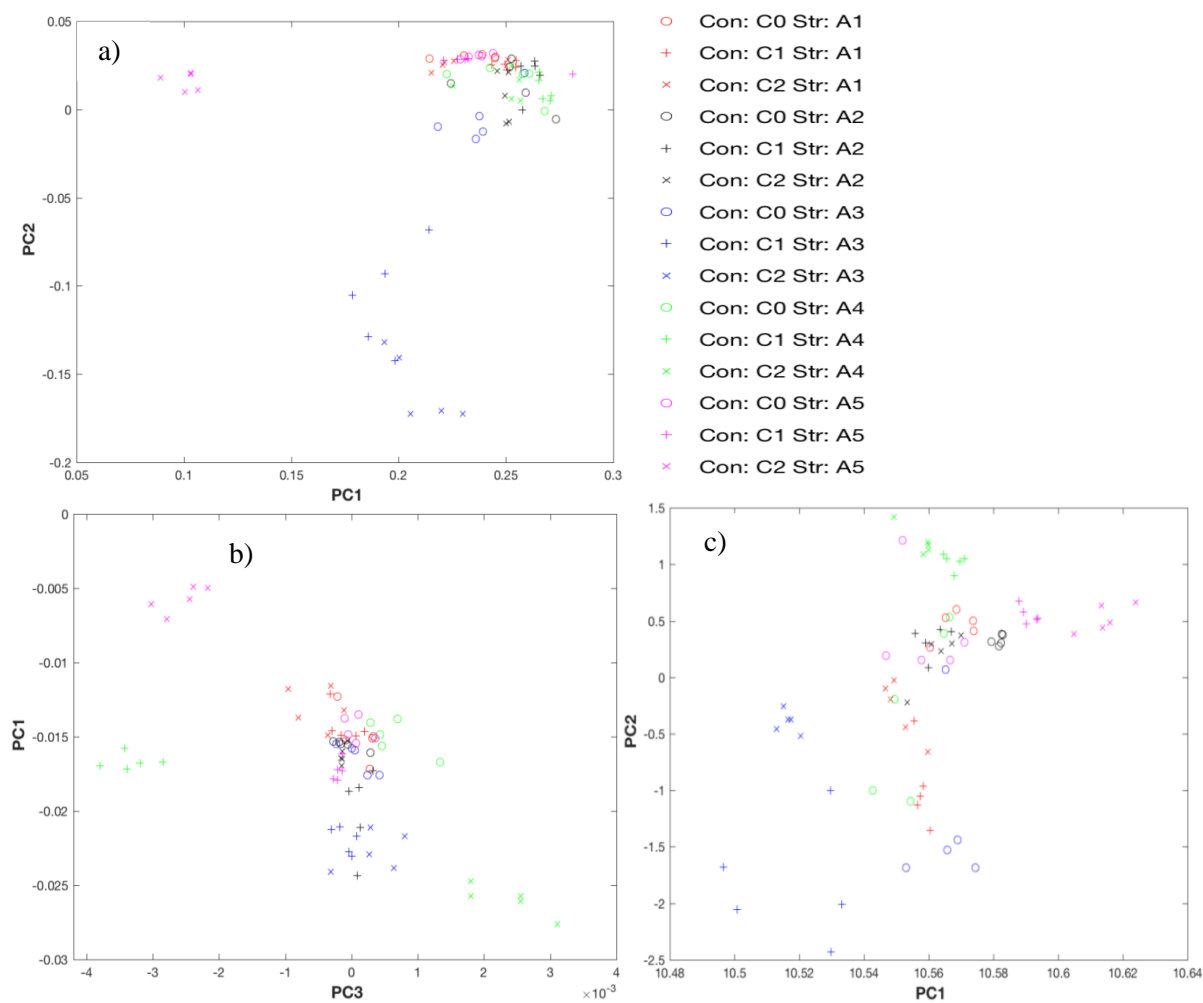 a)
0.05
0
-0.05
-0.1
-0.15
-0.2
PC2
0.05
0.1
0.15
0.2
0.25
0.3
PC1
Con: C0 Str: A1
Con: C1 Str: A1
Con: C2 Str: A1
Con: C0 Str: A2
Con: C1 Str: A2
Con: C2 Str: A2
Con: C0 Str: A3
Con: C1 Str: A3
Con: C2 Str: A3
Con: C0 Str: A4
Con: C1 Str: A4
Con: C2 Str: A4
Con: C0 Str: A5
Con: C1 Str: A5
Con: C2 Str: A5
b)
0
-0.005
-0.01
-0.015
-0.02
-0.025
-0.03
PC1
-4
-3
-2
-1
0
1
2
3
4
×10⁻³
PC3
c)
1.5
1
0.5
0
-0.5
-1
-1.5
-2
-2.5
PC2
10.48
10.5
10.52
10.54
10.56
10.58
10.6
10.62
10.64
PC1